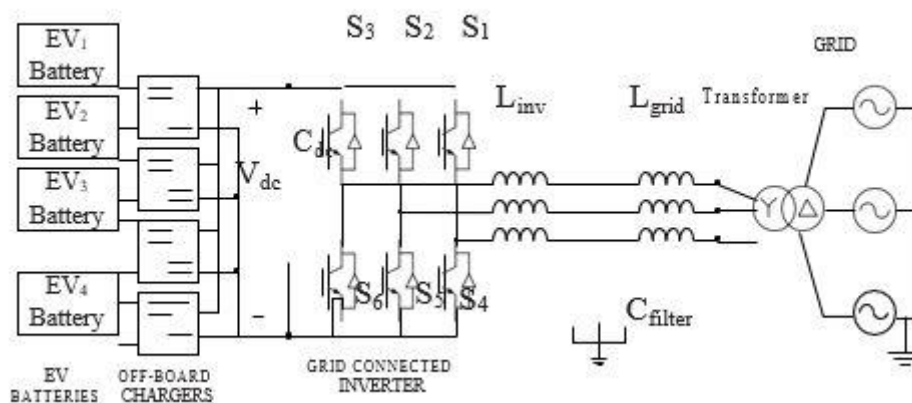 S3 S2 S1
GRID
EV1
Battery
EV2
Battery
EV3
Battery
EV4
Battery
+
Vdc
−
Cdc
Linv
Lgrid
Transformer
Y Δ
S6 S5 S4
Cfilter
EV
BATTERIES
OFF-BOARD
CHARGERS
GRID CONNECTED
INVERTER